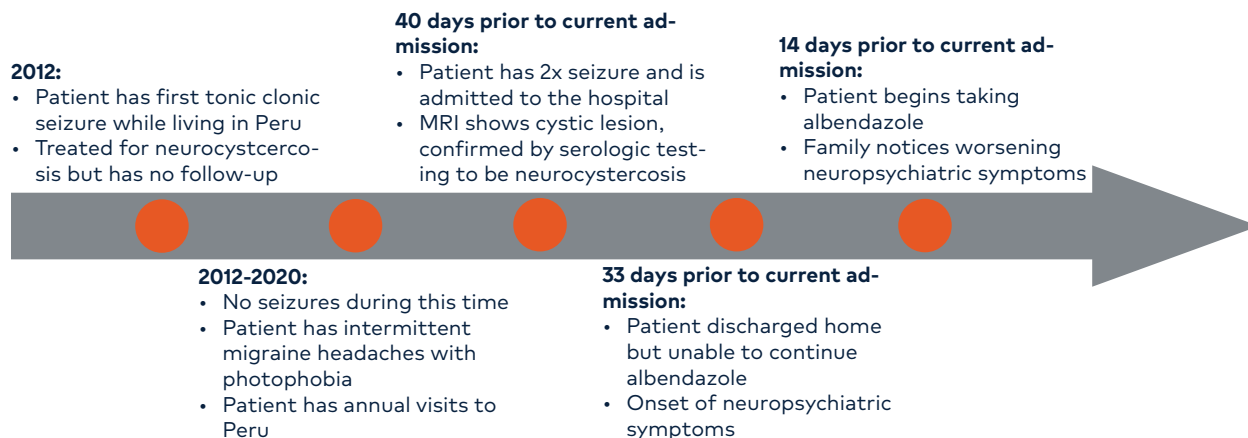 2012:
• Patient has first tonic clonic
seizure while living in Peru
• Treated for neurocystcerco-
sis but has no follow-up
2012-2020:
• No seizures during this time
• Patient has intermittent
migraine headaches with
photophobia
• Patient has annual visits to
Peru
40 days prior to current ad-
mission:
• Patient has 2x seizure and is
admitted to the hospital
• MRI shows cystic lesion,
confirmed by serologic test-
ing to be neurocystercosis
33 days prior to current ad-
mission:
• Patient discharged home
but unable to continue
albendazole
• Onset of neuropsychiatric
symptoms
14 days prior to current ad-
mission:
• Patient begins taking
albendazole
• Family notices worsening
neuropsychiatric symptoms